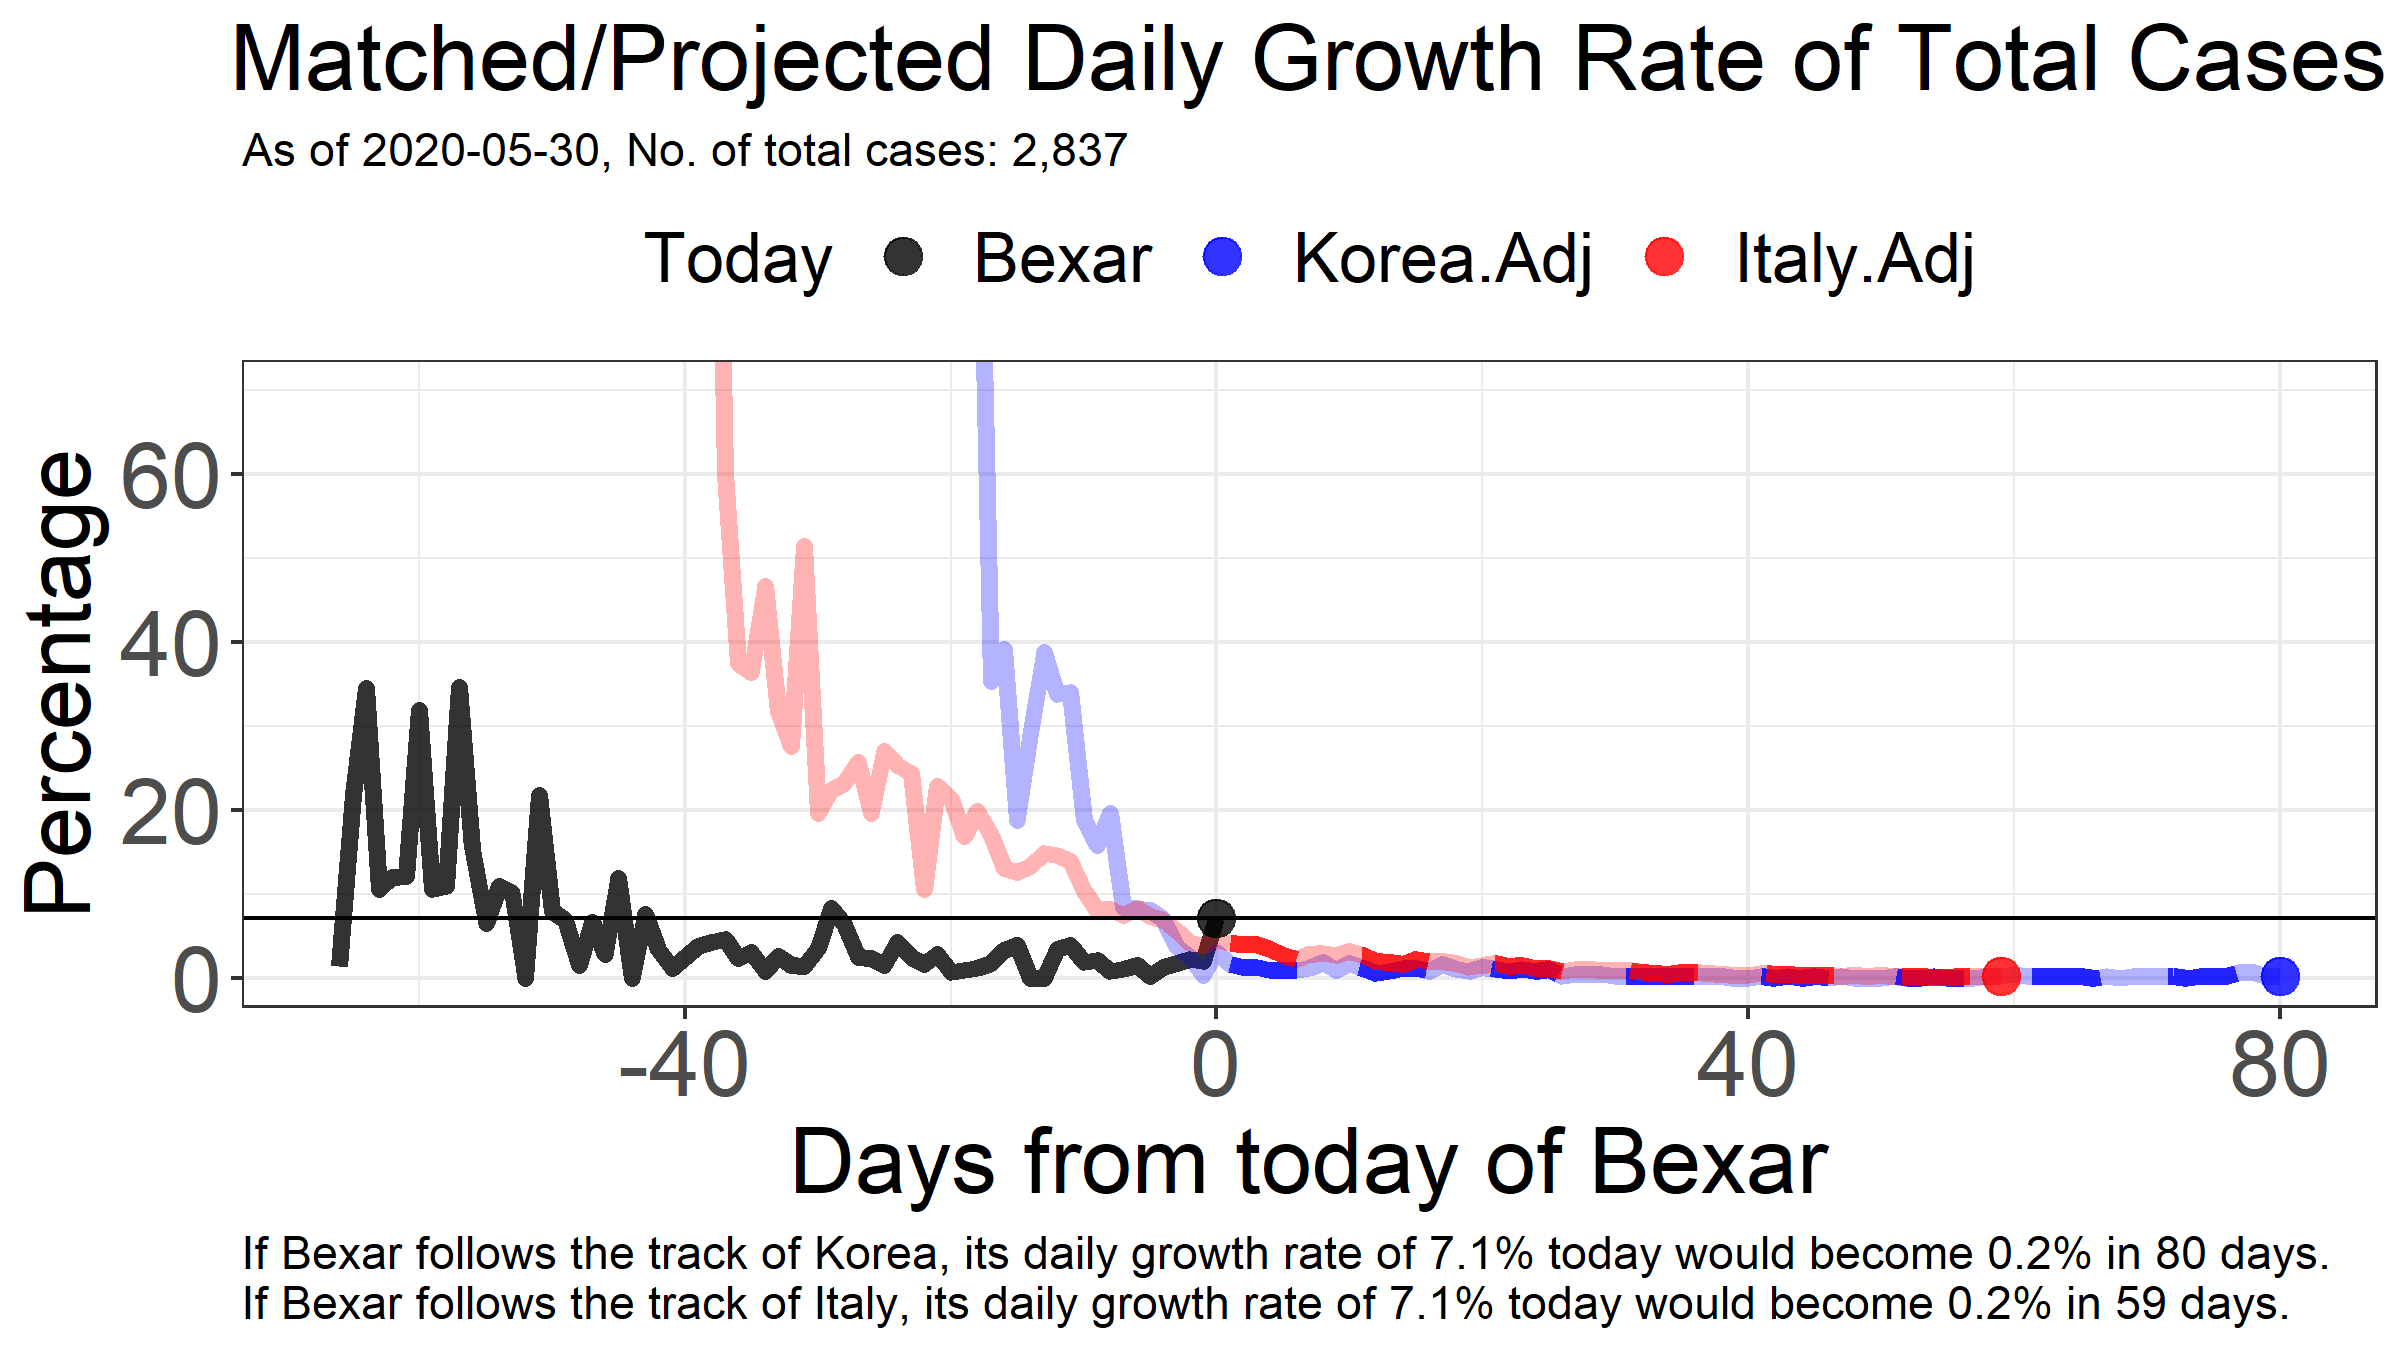 Matched/Projected Daily Growth Rate of Total Cases
As of 2020-05-30, No. of total cases: 2,837
Today Bexar Korea.Adj Italy.Adj
Percentage
60
40
20
0
-40 0 40 80
Days from today of Bexar
If Bexar follows the track of Korea, its daily growth rate of 7.1% today would become 0.2% in 80 days.
If Bexar follows the track of Italy, its daily growth rate of 7.1% today would become 0.2% in 59 days.